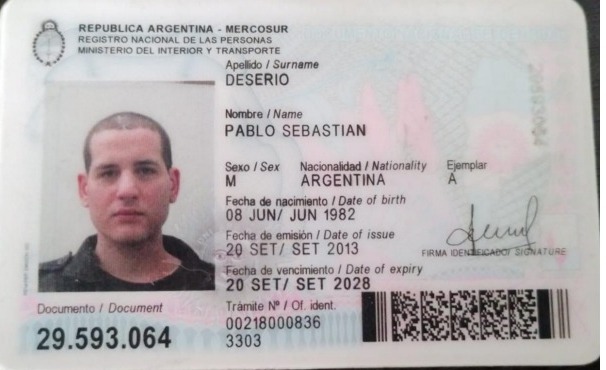 REPUBLICA ARGENTINA - MERCOSUR
REGISTRO NACIONAL DE LAS PERSONAS
MINISTERIO DEL INTERIOR Y TRANSPORTE
Apellido / Surname
DESERIO
Nombre / Name
PABLO SEBASTIAN
Sexo / Sex Nacionalidad / Nationality Ejemplar
M ARGENTINA A
Fecha de nacimiento / Date of birth
08 JUN/ JUN 1982
Fecha de emisión / Date of issue
20 SET/ SET 2013
FIRMA IDENTIFICADO/ SIGNATURE
Fecha de vencimiento / Date of expiry
20 SET/ SET 2028
Documento / Document
29.593.064
Trámite Nº / Of. ident.
00218000836
3303